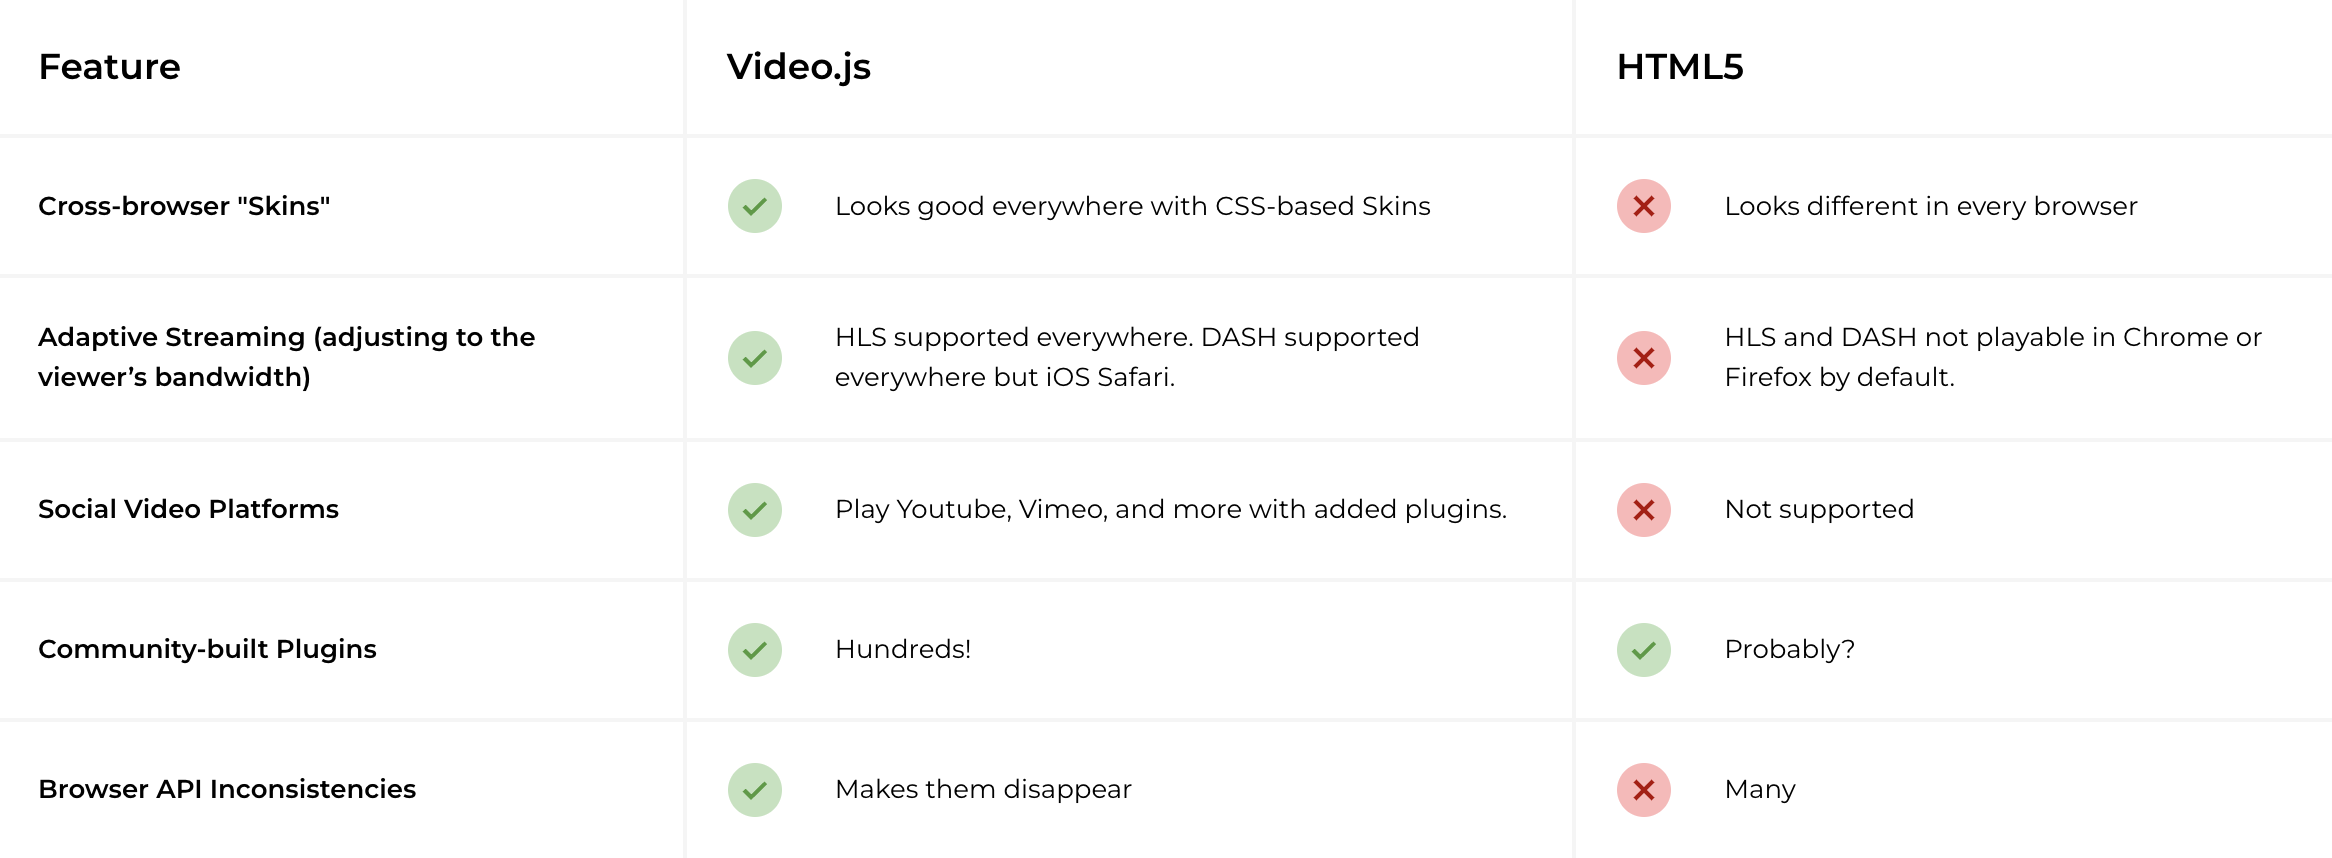 Feature
Video.js
HTML5
Cross-browser "Skins"
Looks good everywhere with CSS-based Skins
Looks different in every browser
Adaptive Streaming (adjusting to the
viewer’s bandwidth)
HLS supported everywhere. DASH supported
everywhere but iOS Safari.
HLS and DASH not playable in Chrome or
Firefox by default.
Social Video Platforms
Play Youtube, Vimeo, and more with added plugins.
Not supported
Community-built Plugins
Hundreds!
Probably?
Browser API Inconsistencies
Makes them disappear
Many